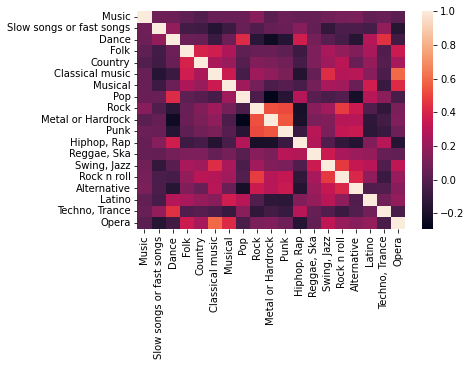 Music
Slow songs or fast songs
Dance
Folk
Country
Classical music
Musical
Pop
Rock
Metal or Hardrock
Punk
Hiphop, Rap
Reggae, Ska
Swing, Jazz
Rock n roll
Alternative
Latino
Techno, Trance
Opera
Music
Slow songs or fast songs
Dance
Folk
Country
Classical music
Musical
Pop
Rock
Metal or Hardrock
Punk
Hiphop, Rap
Reggae, Ska
Swing, Jazz
Rock n roll
Alternative
Latino
Techno, Trance
Opera
1.0
0.8
0.6
0.4
0.2
0.0
−0.2